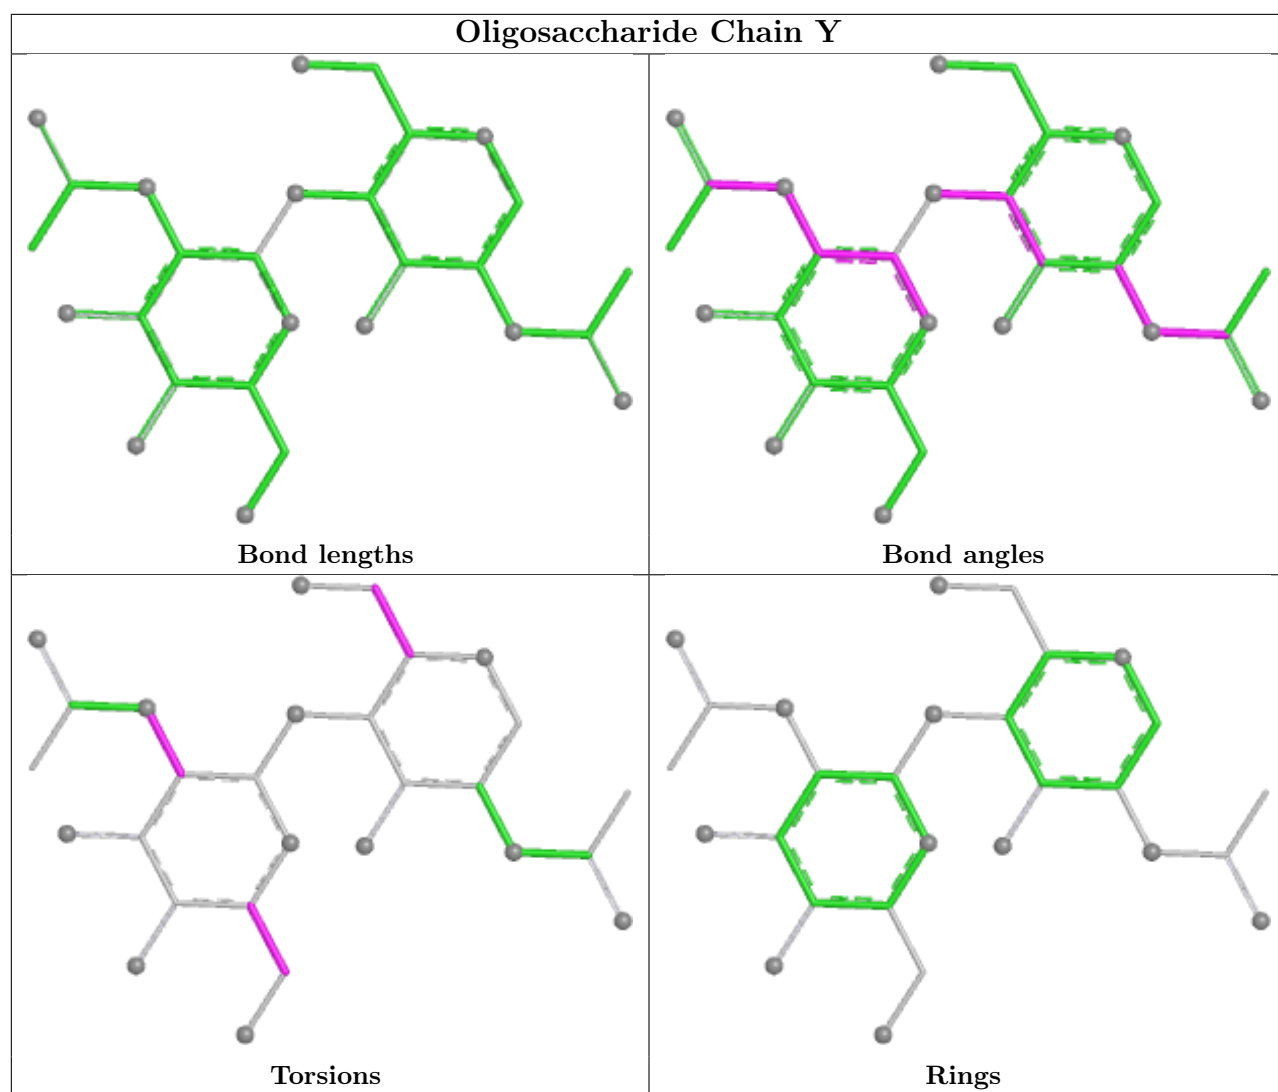 Oligosaccharide Chain Y
Bond lengths
Bond angles
Torsions
Rings